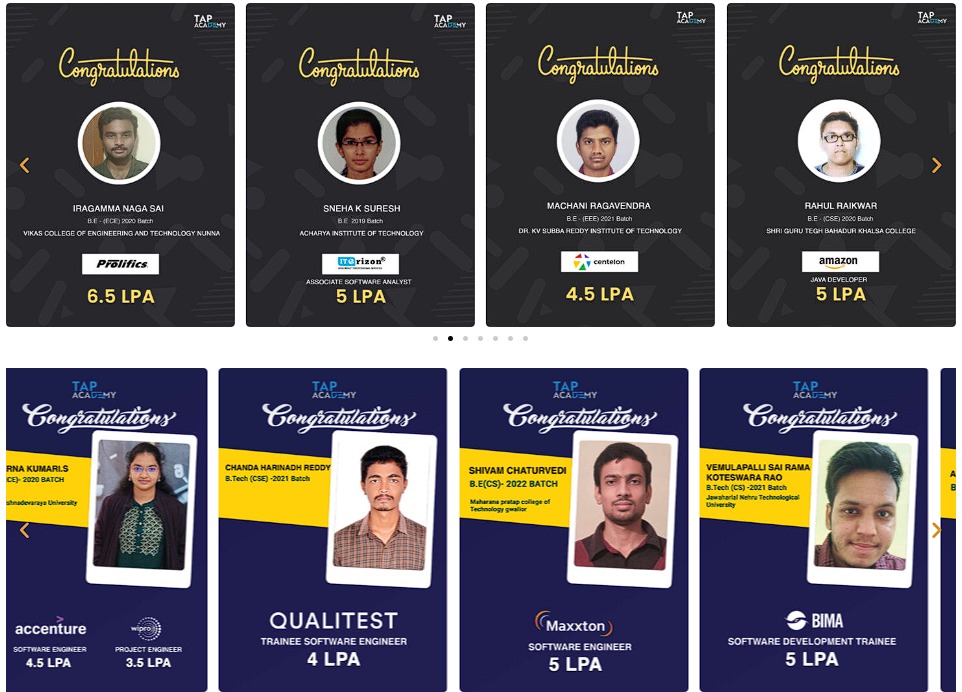 TAP
ACADEMY
Congratulations
IRAGAMMA NAGA SAI
B.E - (ECE) 2020 Batch
VIKAS COLLEGE OF ENGINEERING AND TECHNOLOGY NUNNA
Prolifics
6.5 LPA
TAP
ACADEMY
Congratulations
SNEHA K SURESH
B.E 2019 Batch
ACHARYA INSTITUTE OF TECHNOLOGY
ITrizon
ASSOCIATE SOFTWARE ANALYST
5 LPA
TAP
ACADEMY
Congratulations
MACHANI RAGAVENDRA
B.E - (EEE) 2021 Batch
DR. KV SUBBA REDDY INSTITUTE OF TECHNOLOGY
centelon
4.5 LPA
TAP
ACADEMY
Congratulations
RAHUL RAIKWAR
B.E - (CSE) 2020 Batch
SHRI GURU TEGH BAHADUR KHALSA COLLEGE
amazon
JAVA DEVELOPER
5 LPA
TAP
ACADEMY
Congratulations
RNA KUMARI.S
CE)- 2020 BATCH
shnadevaraya University
accenture
SOFTWARE ENGINEER
4.5 LPA
wipro
PROJECT ENGINEER
3.5 LPA
TAP
ACADEMY
Congratulations
CHANDA HARINADH REDDY
B.Tech (CSE) -2021 Batch
QUALITEST
TRAINEE SOFTWARE ENGINEER
4 LPA
TAP
ACADEMY
Congratulations
SHIVAM CHATURVEDI
B.E(CS)- 2022 BATCH
Maharana pratap college of
Technology gwalior
Maxxton
SOFTWARE ENGINEER
5 LPA
TAP
ACADEMY
Congratulations
VEMULAPALLI SAI RAMA
KOTESWARA RAO
B.Tech (CS) -2021 Batch
Jawaharlal Nehru Technological
University
BIMA
SOFTWARE DEVELOPMENT TRAINEE
5 LPA